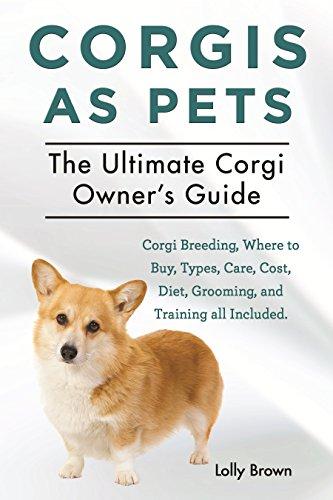 CORGIS
AS PETS
The Ultimate Corgi
Owner's Guide
Corgi Breeding, Where to
Buy, Types, Care, Cost,
Diet, Grooming, and
Training all Included.
Lolly Brown